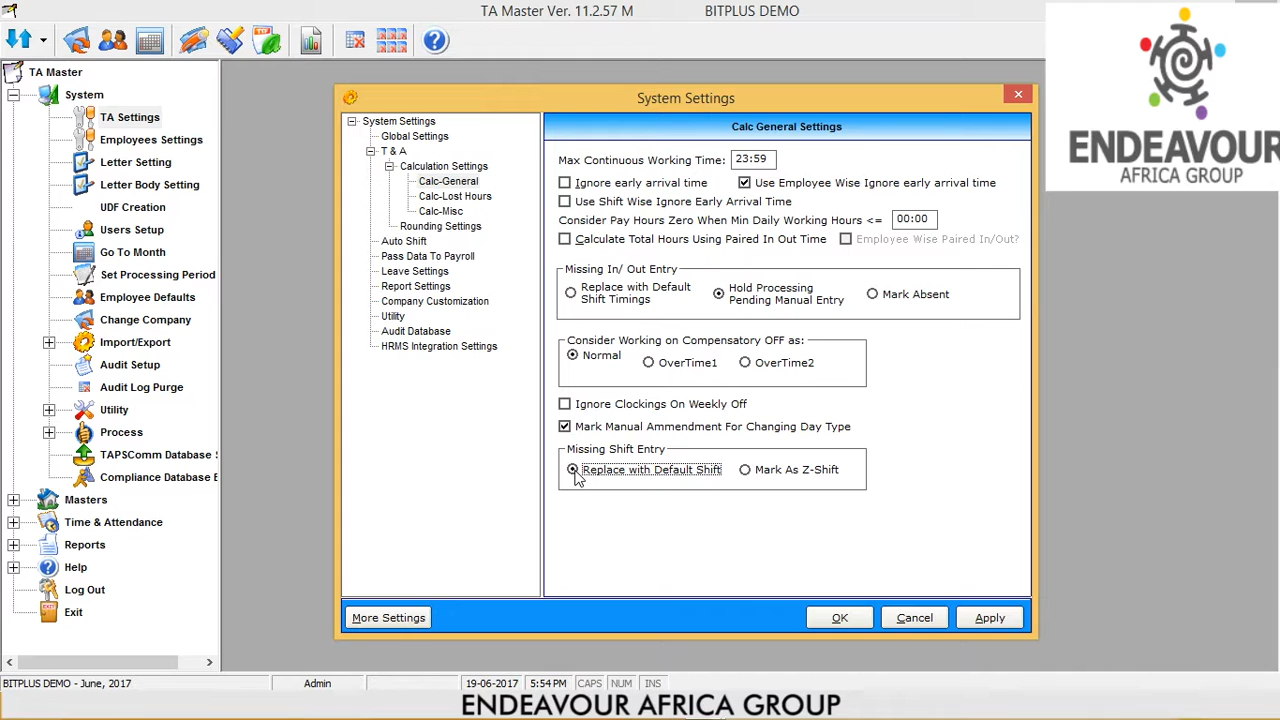 TA Master Ver. 11.2.57 M
BITPLUS DEMO
ENDEAVOUR
AFRICA GROUP
TA Master
System
TA Settings
Employees Settings
Letter Setting
Letter Body Setting
UDF Creation
Users Setup
Go To Month
Set Processing Period
Employee Defaults
Change Company
Import/Export
Audit Setup
Audit Log Purge
Utility
Process
TAPSComm Database S
Compliance Database E
Masters
Time & Attendance
Reports
Help
Log Out
Exit
System Settings
System Settings
Global Settings
T & A
Calculation Settings
Calc-General
Calc-Lost Hours
Calc-Misc
Rounding Settings
Auto Shift
Pass Data To Payroll
Leave Settings
Report Settings
Company Customization
Utility
Audit Database
HRMS Integration Settings
Calc General Settings
Max Continuous Working Time: 23:59
Ignore early arrival time
Use Employee Wise Ignore early arrival time
Use Shift Wise Ignore Early Arrival Time
Consider Pay Hours Zero When Min Daily Working Hours <= 00:00
Calculate Total Hours Using Paired In Out Time
Employee Wise Paired In/Out?
Missing In/ Out Entry
Replace with Default
Shift Timings
Hold Processing
Pending Manual Entry
Mark Absent
Consider Working on Compensatory OFF as:
Normal
OverTime1
OverTime2
Ignore Clockings On Weekly Off
Mark Manual Ammendment For Changing Day Type
Missing Shift Entry
Replace with Default Shift
Mark As Z-Shift
More Settings
OK
Cancel
Apply
BITPLUS DEMO - June, 2017
Admin
19-06-2017
5:54 PM
CAPS
NUM
INS
ENDEAVOUR AFRICA GROUP